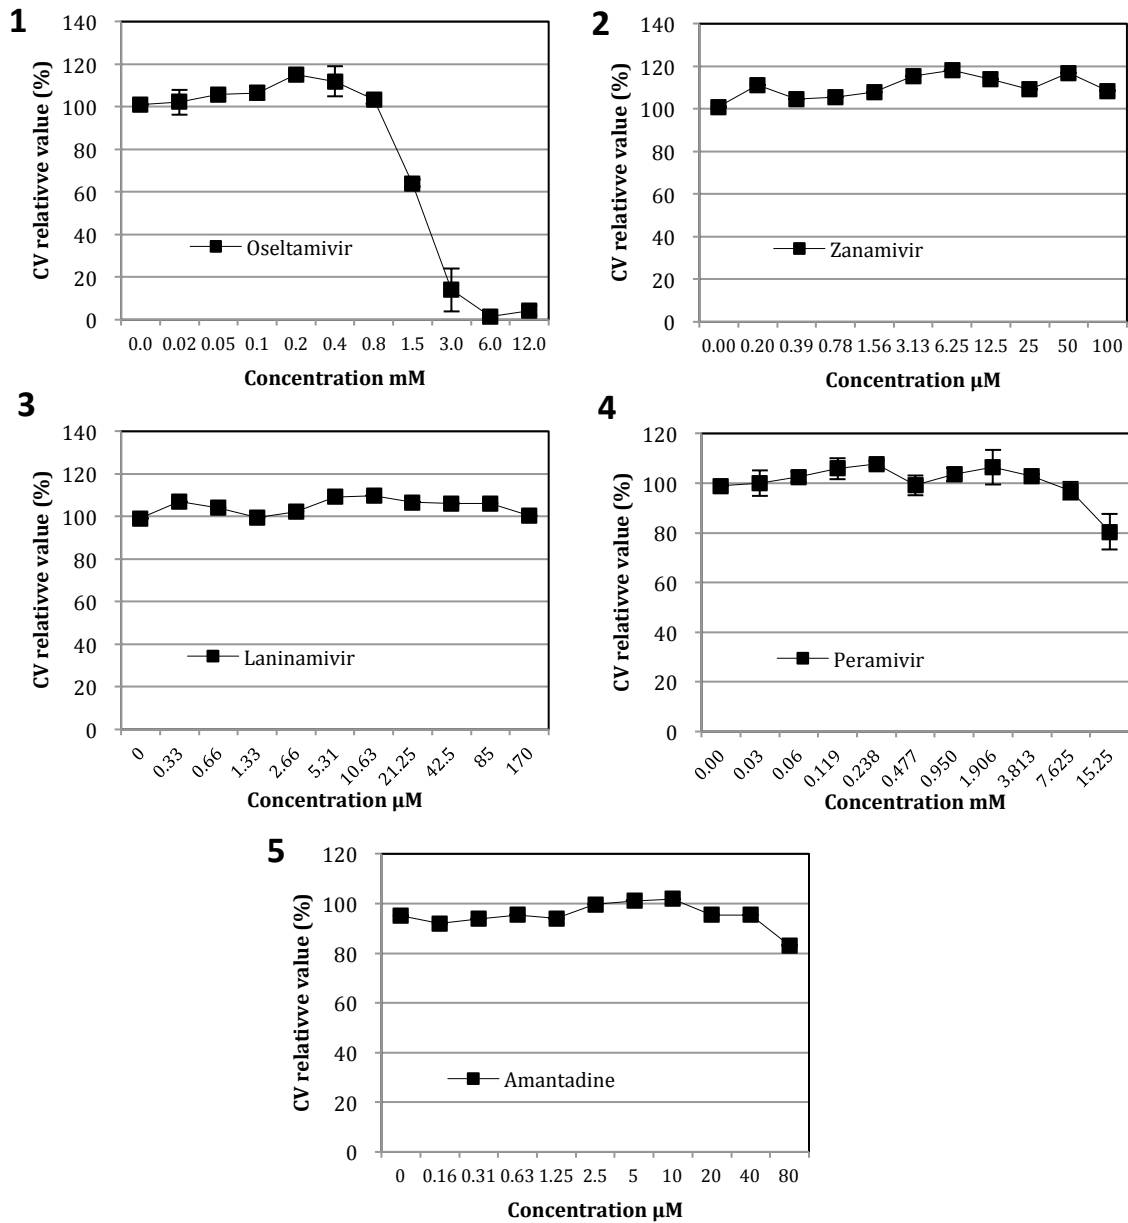 1
CV relativve value (%)
140
120
100
80
60
40
20
0
Oseltamivir
0.0 0.02 0.05 0.1 0.2 0.4 0.8 1.5 3.0 6.0 12.0
Concentration mM
2
CV relativve value (%)
140
120
100
80
60
40
20
0
Zanamivir
0.00 0.20 0.39 0.78 1.56 3.13 6.25 12.5 25 50 100
Concentration μM
3
CV relativve value (%)
140
120
100
80
60
40
20
0
Laninamivir
0 0.33 0.66 1.33 2.66 5.31 10.63 21.25 42.5 85 170
Concentration μM
4
CV relativve value (%)
120
100
80
60
40
20
0
Peramivir
0.00 0.03 0.06 0.119 0.238 0.477 0.950 1.906 3.813 7.625 15.25
Concentration mM
5
CV relativve value (%)
120
100
80
60
40
20
0
Amantadine
0 0.16 0.31 0.63 1.25 2.5 5 10 20 40 80
Concentration μM